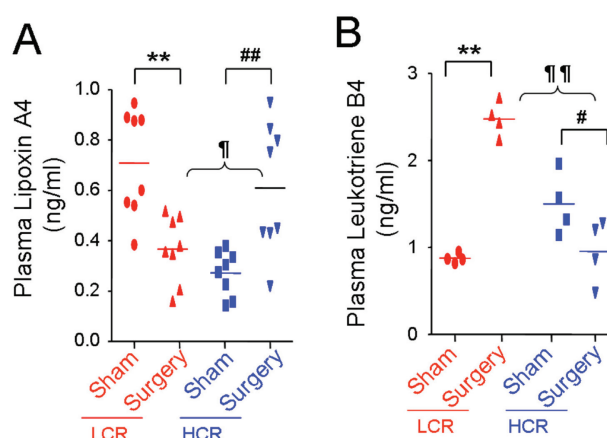 A
Plasma Lipoxin A4
(ng/ml)
1.0
0.8
0.6
0.4
0.2
0.0
**
##
¶
Sham
Surgery
Sham
Surgery
LCR
HCR
B
Plasma Leukotriene B4
(ng/ml)
3
2
1
0
**
¶¶
#
Sham
Surgery
Sham
Surgery
LCR
HCR